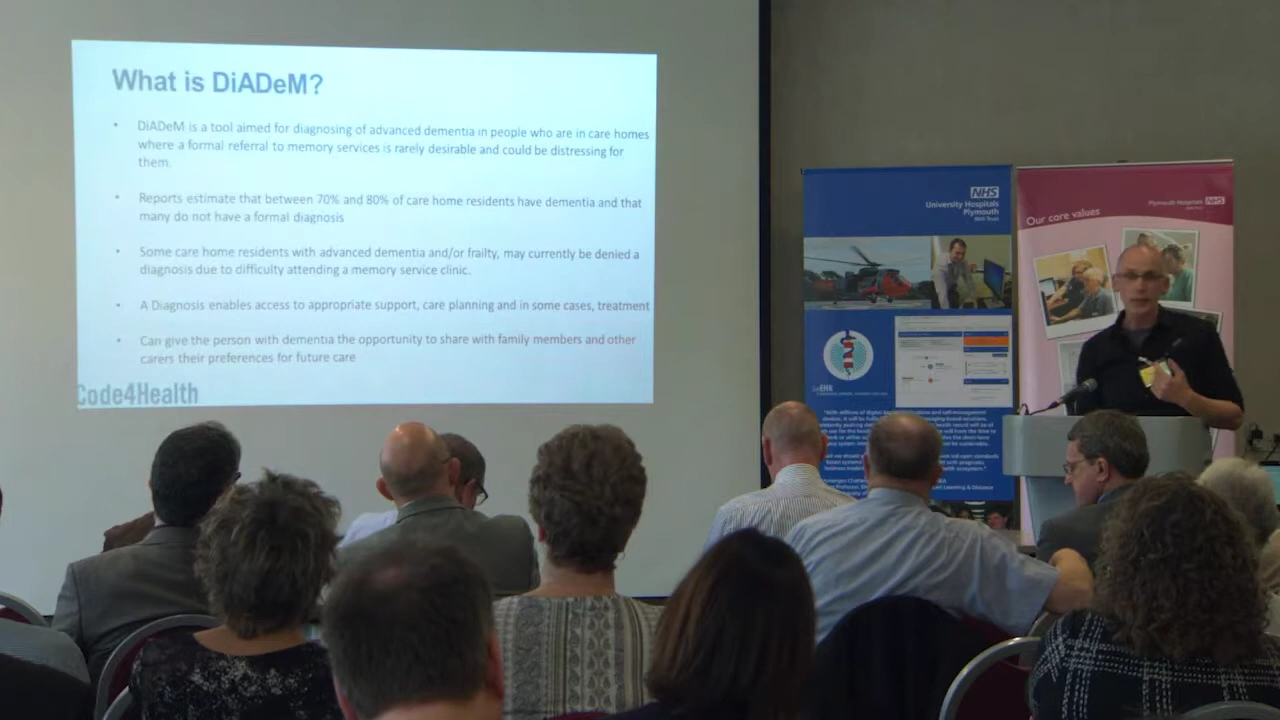 What is DiADeM?
• DiADeM is a tool aimed for diagnosing of advanced dementia in people who are in care homes
where a formal referral to memory services is rarely desirable and could be distressing for
them.
• Reports estimate that between 70% and 80% of care home residents have dementia and that
many do not have a formal diagnosis
• Some care home residents with advanced dementia and/or frailty, may currently be denied a
diagnosis due to difficulty attending a memory service clinic.
• A Diagnosis enables access to appropriate support, care planning and in some cases, treatment
• Can give the person with dementia the opportunity to share with family members and other
carers their preferences for future care
Code4Health
NHS
University Hospitals
Plymouth
NHS Trust
Plymouth Hospitals NHS
Our care values